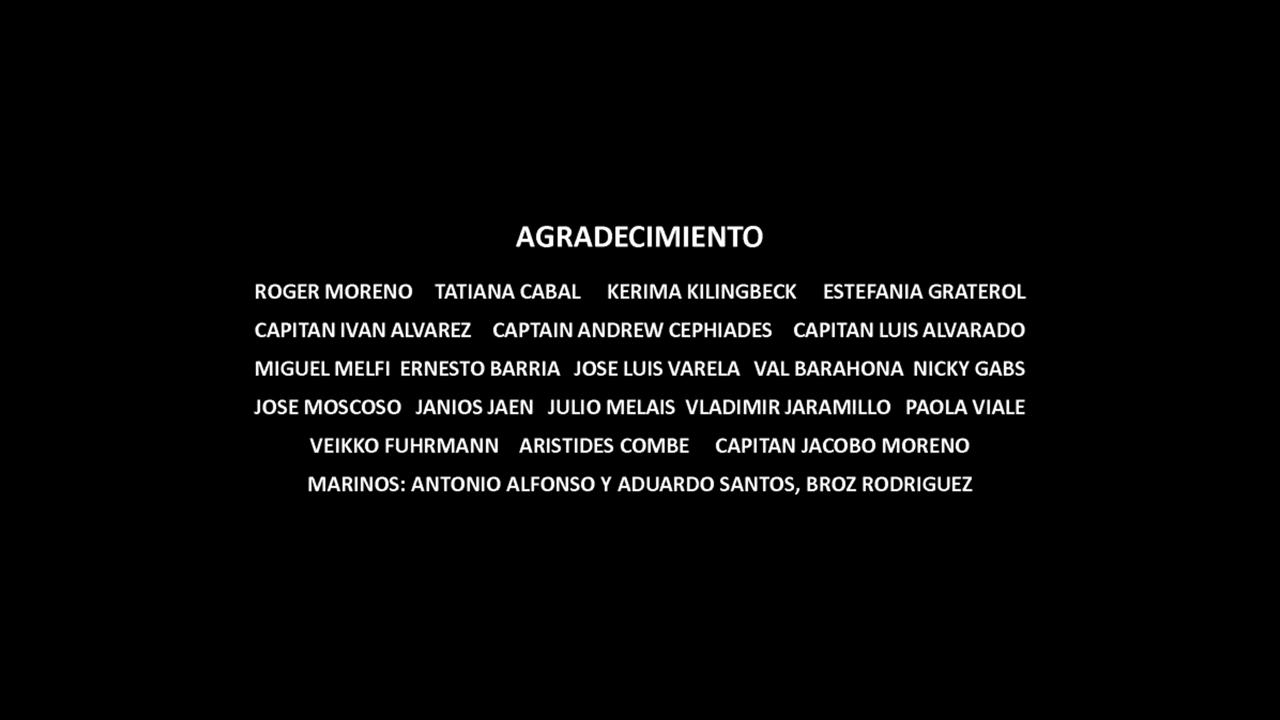 AGRADECIMIENTO
ROGER MORENO TATIANA CABAL KERIMA KILINGBECK ESTEFANIA GRATEROL
CAPITAN IVAN ALVAREZ CAPTAIN ANDREW CEPHIADES CAPITAN LUIS ALVARADO
MIGUEL MELFI ERNESTO BARRIA JOSE LUIS VARELA VAL BARAHONA NICKY GABS
JOSE MOSCOSO JANIOS JAEN JULIO MELAIS VLADIMIR JARAMILLO PAOLA VIALE
VEIKKO FUHRMANN ARISTIDES COMBE CAPITAN JACOBO MORENO
MARINOS: ANTONIO ALFONSO Y ADUARDO SANTOS, BROZ RODRIGUEZ